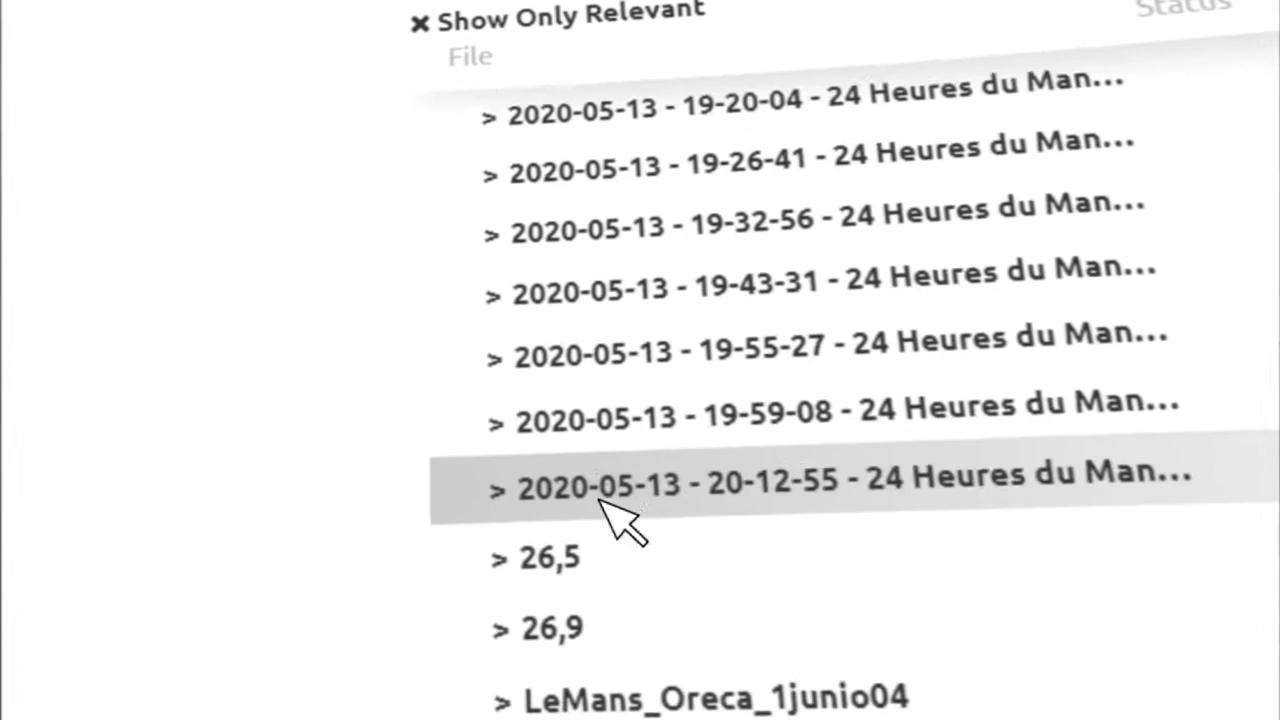 ✖ Show Only Relevant
Status
File
> 2020-05-13 - 19-20-04 - 24 Heures du Man...
> 2020-05-13 - 19-26-41 - 24 Heures du Man...
> 2020-05-13 - 19-32-56 - 24 Heures du Man...
> 2020-05-13 - 19-43-31 - 24 Heures du Man...
> 2020-05-13 - 19-55-27 - 24 Heures du Man...
> 2020-05-13 - 19-59-08 - 24 Heures du Man...
> 2020-05-13 - 20-12-55 - 24 Heures du Man...
> 26,5
> 26,9
> LeMans_Oreca_1junio04